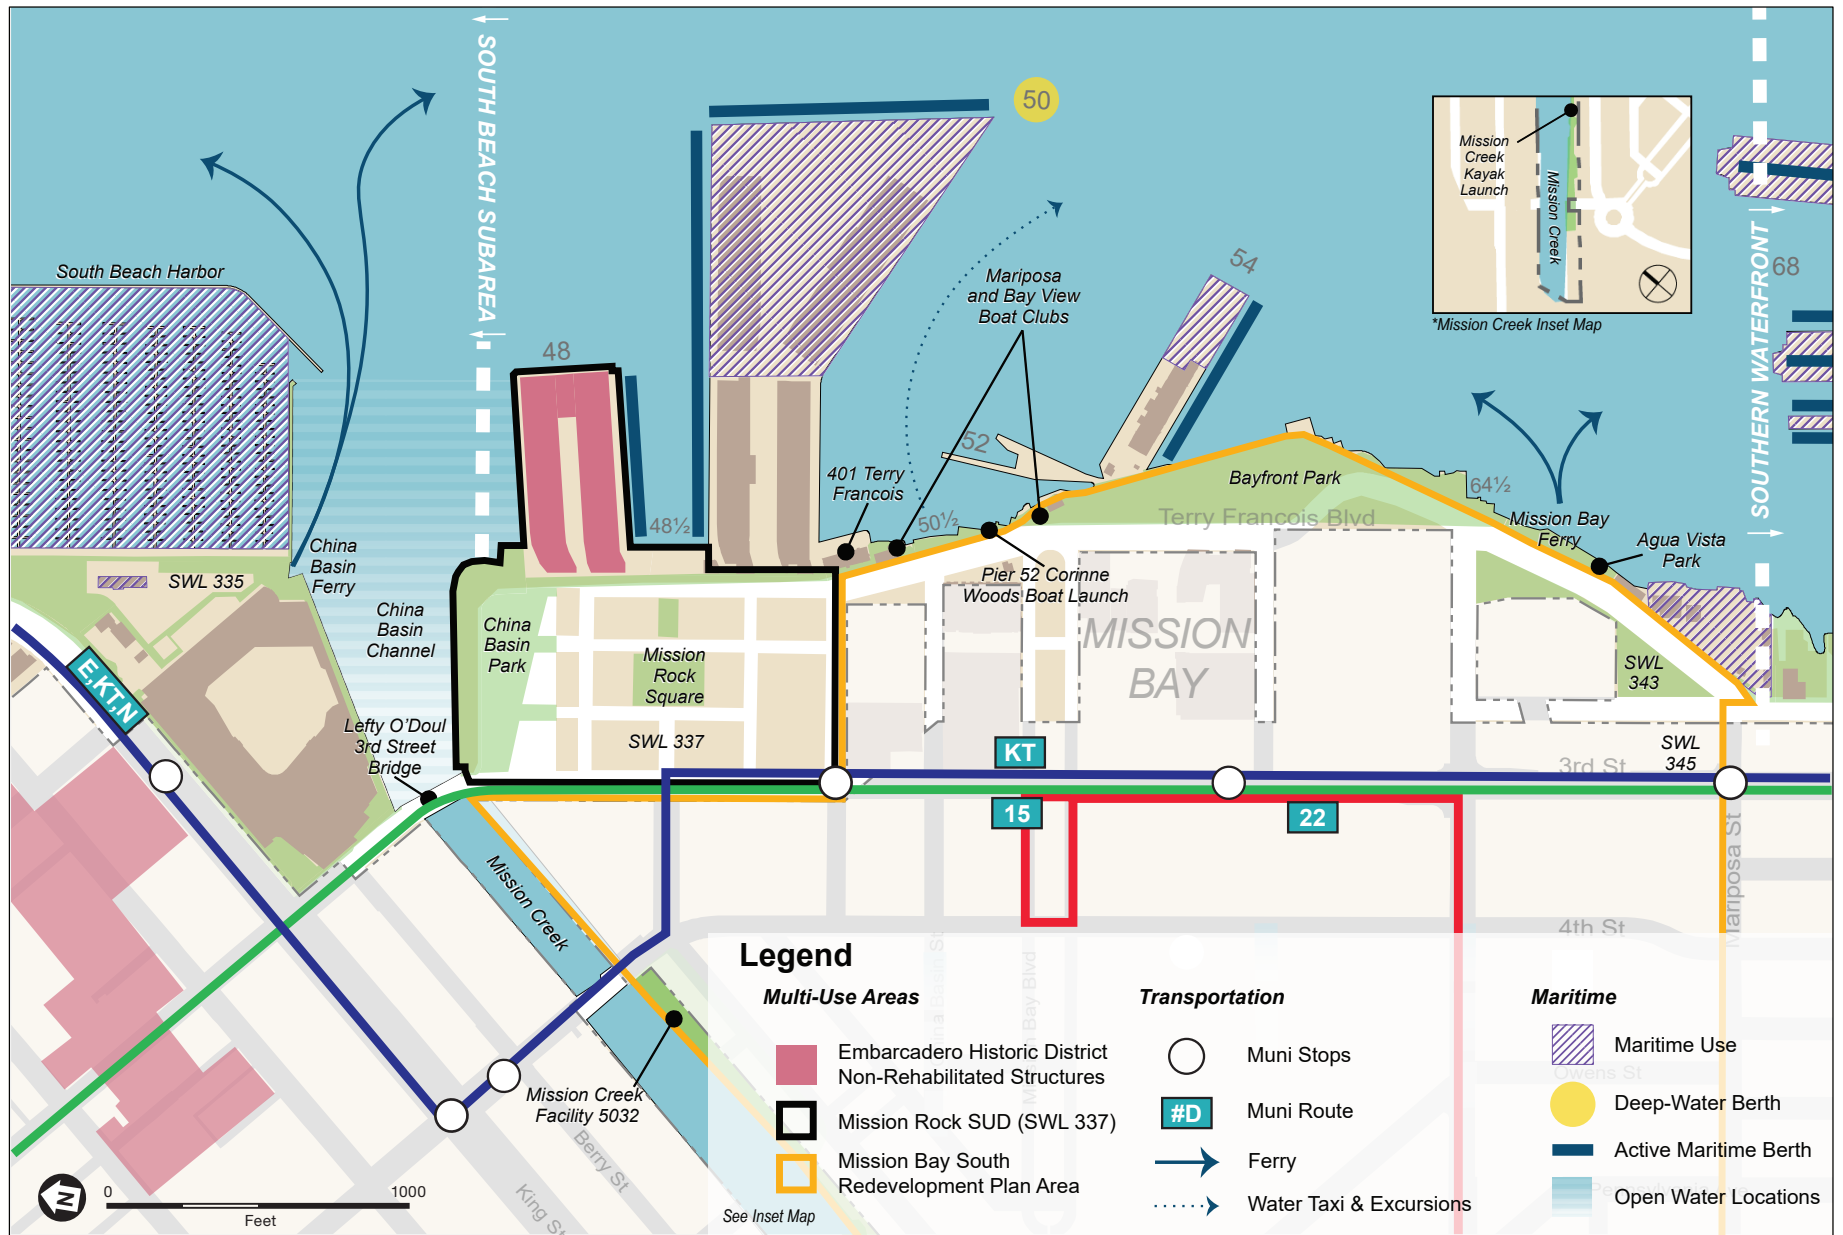 SOUTH BEACH SUBAREA
50
Mission
Creek
Kayak
Launch
Mission Creek
*Mission Creek Inset Map
South Beach Harbor
Mariposa
and Bay View
Boat Clubs
54
68
SOUTHERN WATERFRONT
48
52
401 Terry
Francois
Bayfront Park
48½
50½
64½
Terry Francois Blvd
Mission Bay
Ferry
Agua Vista
Park
China
Basin
Ferry
SWL 335
Pier 52 Corinne
Woods Boat Launch
China
Basin
Channel
China
Basin
Park
Mission
Rock
Square
MISSION
BAY
SWL
343
E,KT,N
Lefty O'Doul
3rd Street
Bridge
SWL 337
KT
SWL
345
3rd St
15
22
Mariposa St
Mission Creek
4th St
Legend
Multi-Use Areas
Embarcadero Historic District
Non-Rehabilitated Structures
Mission Rock SUD (SWL 337)
Mission Bay South
Redevelopment Plan Area
See Inset Map
Transportation
Muni Stops
#D
Muni Route
Ferry
Water Taxi & Excursions
Maritime
Maritime Use
Owens St
Deep-Water Berth
Active Maritime Berth
Open Water Locations
Mission Creek
Facility 5032
Berry St
King St
N
0
1000
Feet